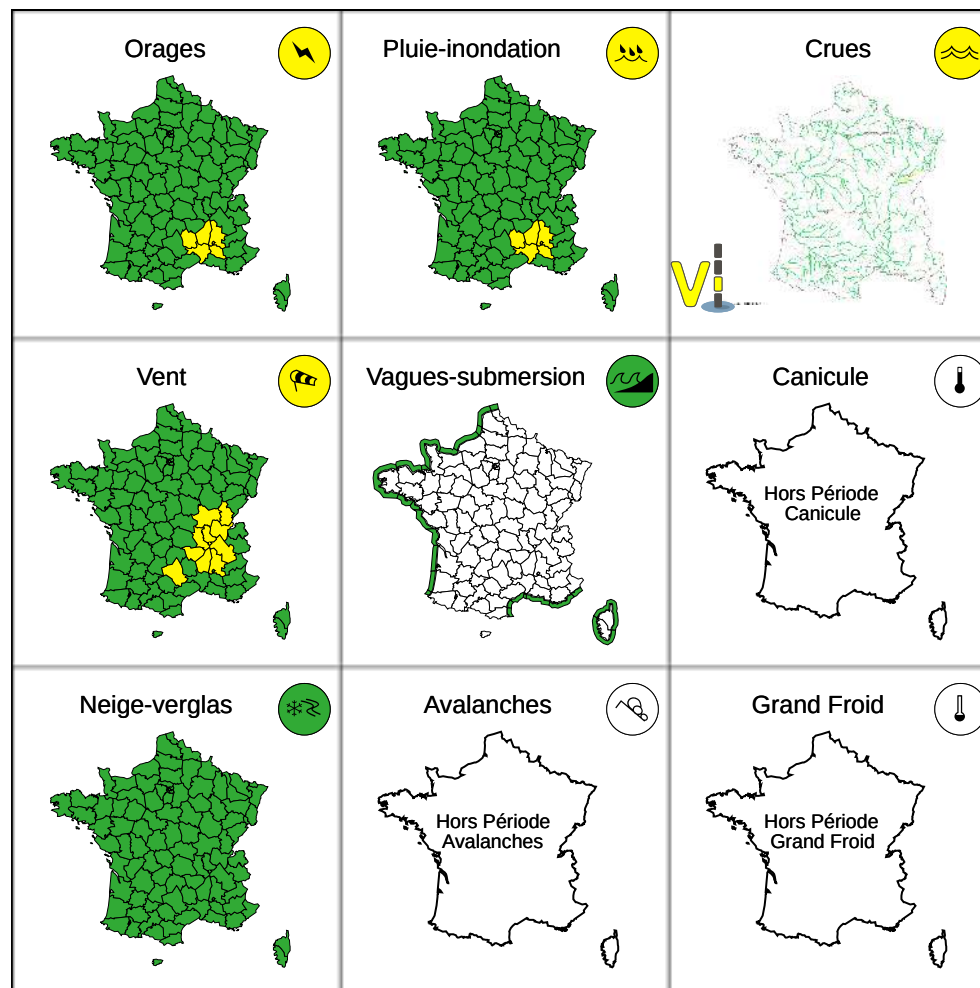 Orages
Pluie-inondation
Crues
Vi
Vent
Vagues-submersion
Canicule
Hors Période
Canicule
Neige-verglas
Avalanches
Hors Période
Avalanches
Grand Froid
Hors Période
Grand Froid